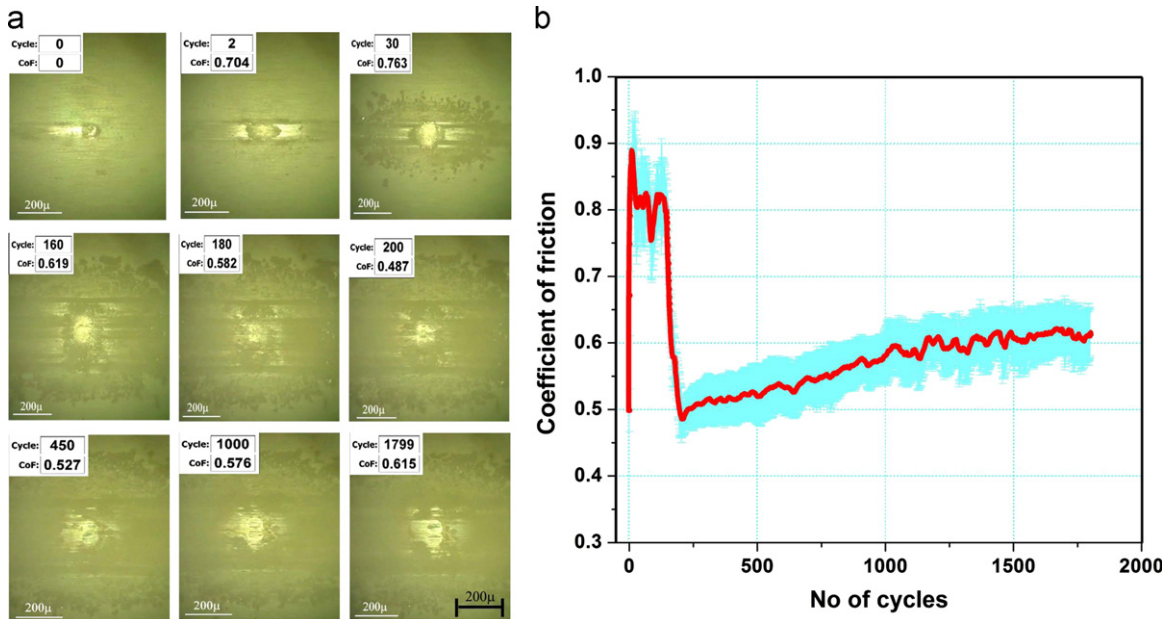 a
Cycle: 0
CoF: 0
200μ
Cycle: 2
CoF: 0.704
200μ
Cycle: 30
CoF: 0.763
200μ
Cycle: 160
CoF: 0.619
200μ
Cycle: 180
CoF: 0.582
200μ
Cycle: 200
CoF: 0.487
200μ
Cycle: 450
CoF: 0.527
200μ
Cycle: 1000
CoF: 0.576
200μ
Cycle: 1799
CoF: 0.615
200μ
200μ
b
1.0
0.9
0.8
0.7
0.6
0.5
0.4
0.3
Coefficient of friction
0 500 1000 1500 2000
No of cycles